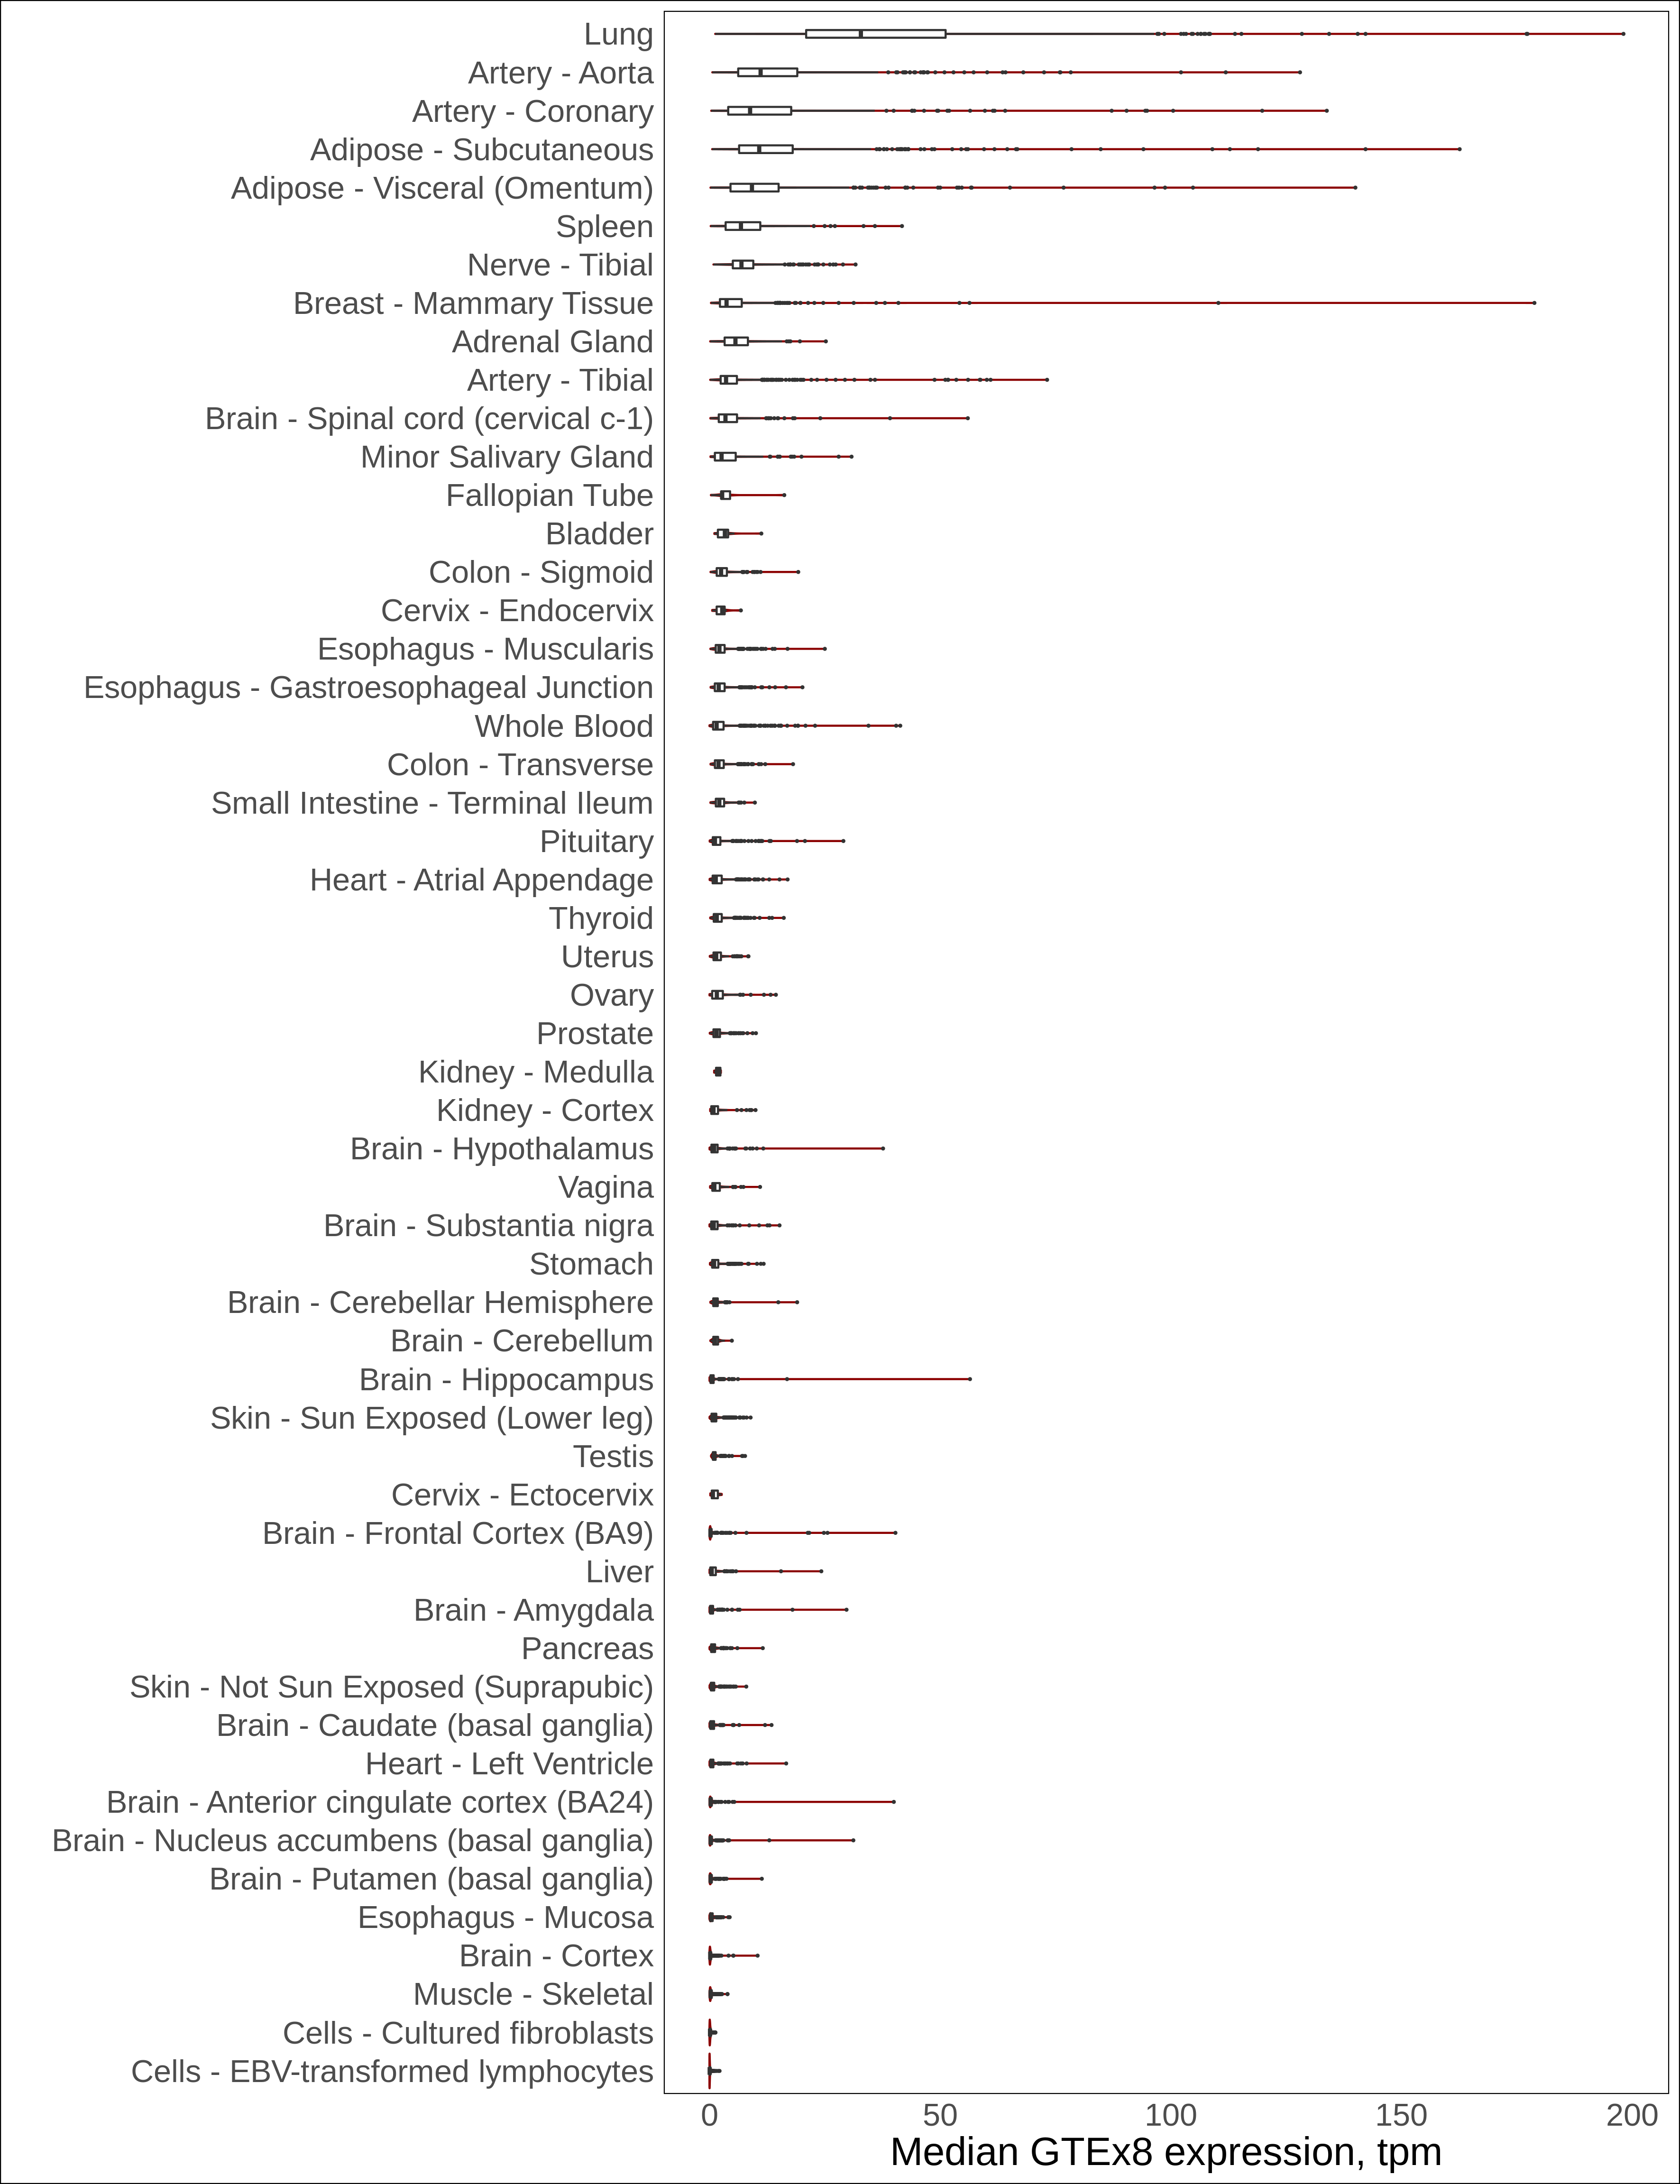 Lung
Artery - Aorta
Artery - Coronary
Adipose - Subcutaneous
Adipose - Visceral (Omentum)
Spleen
Nerve - Tibial
Breast - Mammary Tissue
Adrenal Gland
Artery - Tibial
Brain - Spinal cord (cervical c-1)
Minor Salivary Gland
Fallopian Tube
Bladder
Colon - Sigmoid
Cervix - Endocervix
Esophagus - Muscularis
Esophagus - Gastroesophageal Junction
Whole Blood
Colon - Transverse
Small Intestine - Terminal Ileum
Pituitary
Heart - Atrial Appendage
Thyroid
Uterus
Ovary
Prostate
Kidney - Medulla
Kidney - Cortex
Brain - Hypothalamus
Vagina
Brain - Substantia nigra
Stomach
Brain - Cerebellar Hemisphere
Brain - Cerebellum
Brain - Hippocampus
Skin - Sun Exposed (Lower leg)
Testis
Cervix - Ectocervix
Brain - Frontal Cortex (BA9)
Liver
Brain - Amygdala
Pancreas
Skin - Not Sun Exposed (Suprapubic)
Brain - Caudate (basal ganglia)
Heart - Left Ventricle
Brain - Anterior cingulate cortex (BA24)
Brain - Nucleus accumbens (basal ganglia)
Brain - Putamen (basal ganglia)
Esophagus - Mucosa
Brain - Cortex
Muscle - Skeletal
Cells - Cultured fibroblasts
Cells - EBV-transformed lymphocytes
0 50 100 150 200
Median GTEx8 expression, tpm